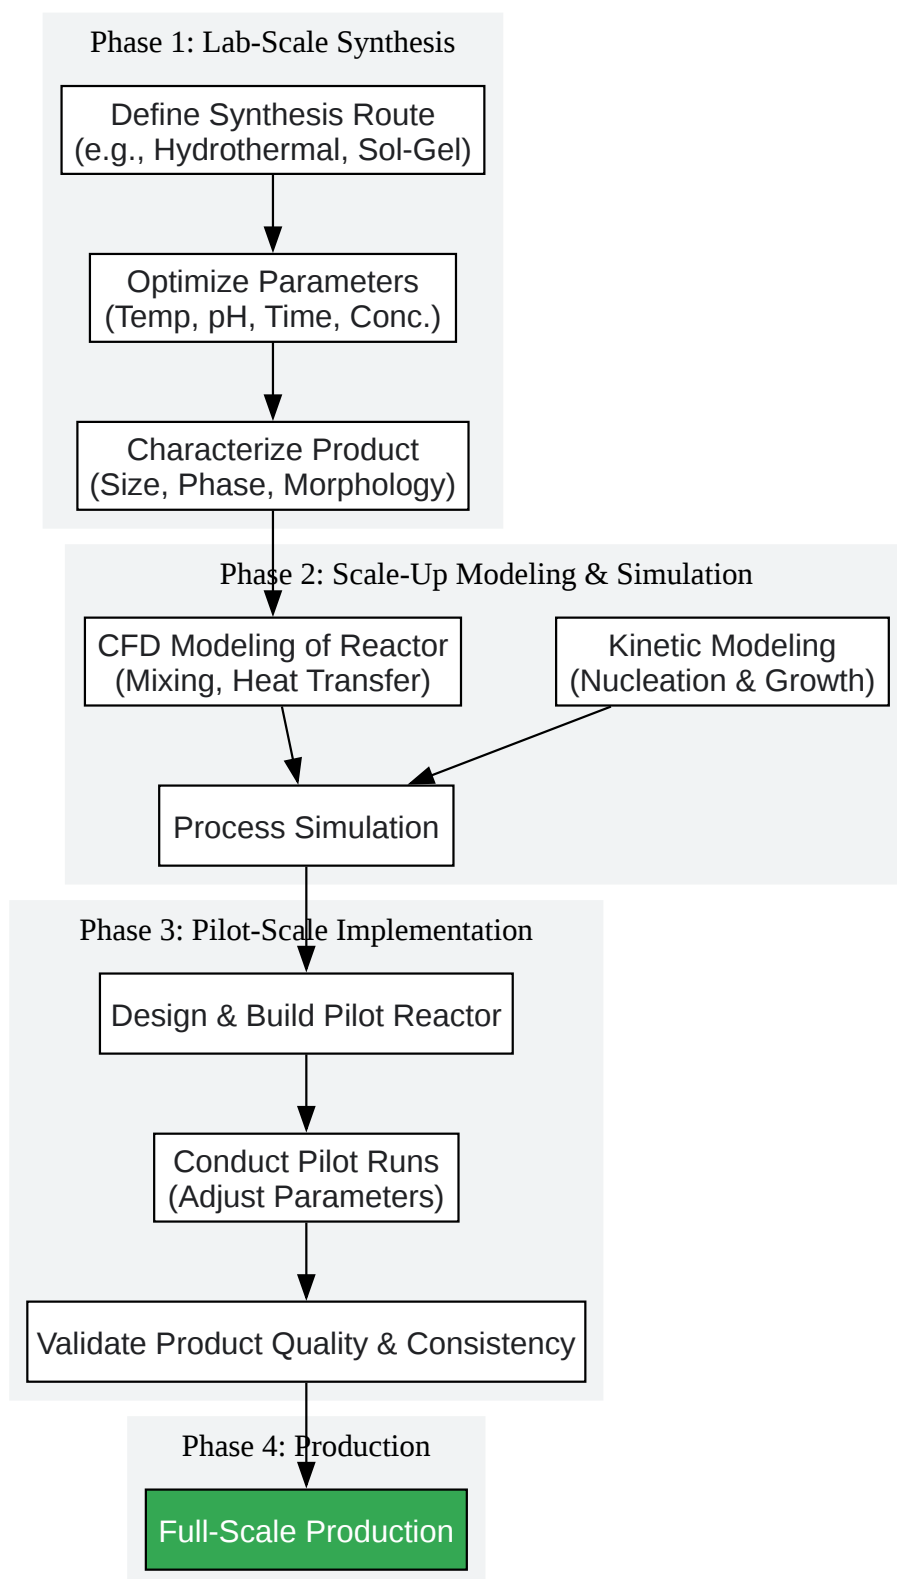 Phase 1: Lab-Scale Synthesis
Define Synthesis Route
(e.g., Hydrothermal, Sol-Gel)
Optimize Parameters
(Temp, pH, Time, Conc.)
Characterize Product
(Size, Phase, Morphology)
Phase 2: Scale-Up Modeling & Simulation
CFD Modeling of Reactor
(Mixing, Heat Transfer)
Kinetic Modeling
(Nucleation & Growth)
Process Simulation
Phase 3: Pilot-Scale Implementation
Design & Build Pilot Reactor
Conduct Pilot Runs
(Adjust Parameters)
Validate Product Quality & Consistency
Phase 4: Production
Full-Scale Production